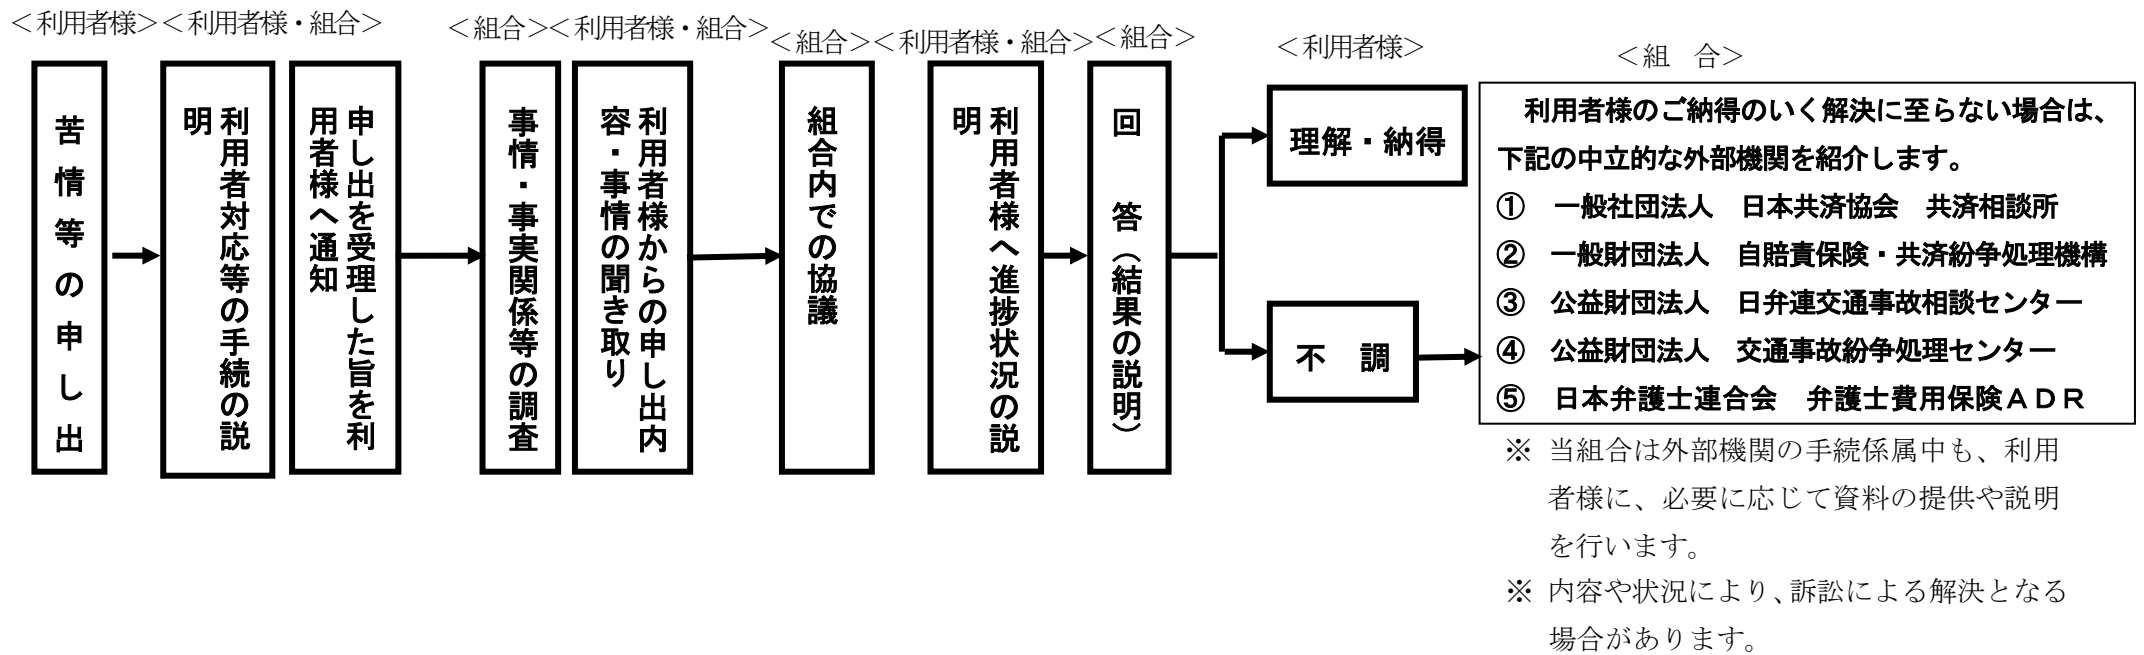 ＜利用者様＞
＜利用者様・組合＞
＜組合＞
＜利用者様・組合＞
＜組合＞
＜利用者様・組合＞
＜組合＞
＜利用者様＞
＜組　合＞
苦情等の申し出
利用者対応等の手続の説
明
申し出を受理した旨を利
用者様へ通知
事情・事実関係等の調査
利用者様からの申し出内
容・事情の聞き取り
組合内での協議
利用者様へ進捗状況の説
明
回　答（結果の説明）
理解・納得
不　調
利用者様のご納得のいく解決に至らない場合は、
下記の中立的な外部機関を紹介します。
①　一般社団法人　日本共済協会　共済相談所
②　一般財団法人　自賠責保険・共済紛争処理機構
③　公益財団法人　日弁連交通事故相談センター
④　公益財団法人　交通事故紛争処理センター
⑤　日本弁護士連合会　弁護士費用保険ＡＤＲ
※ 当組合は外部機関の手続係属中も、利用
者様に、必要に応じて資料の提供や説明
を行います。
※ 内容や状況により、訴訟による解決となる
場合があります。